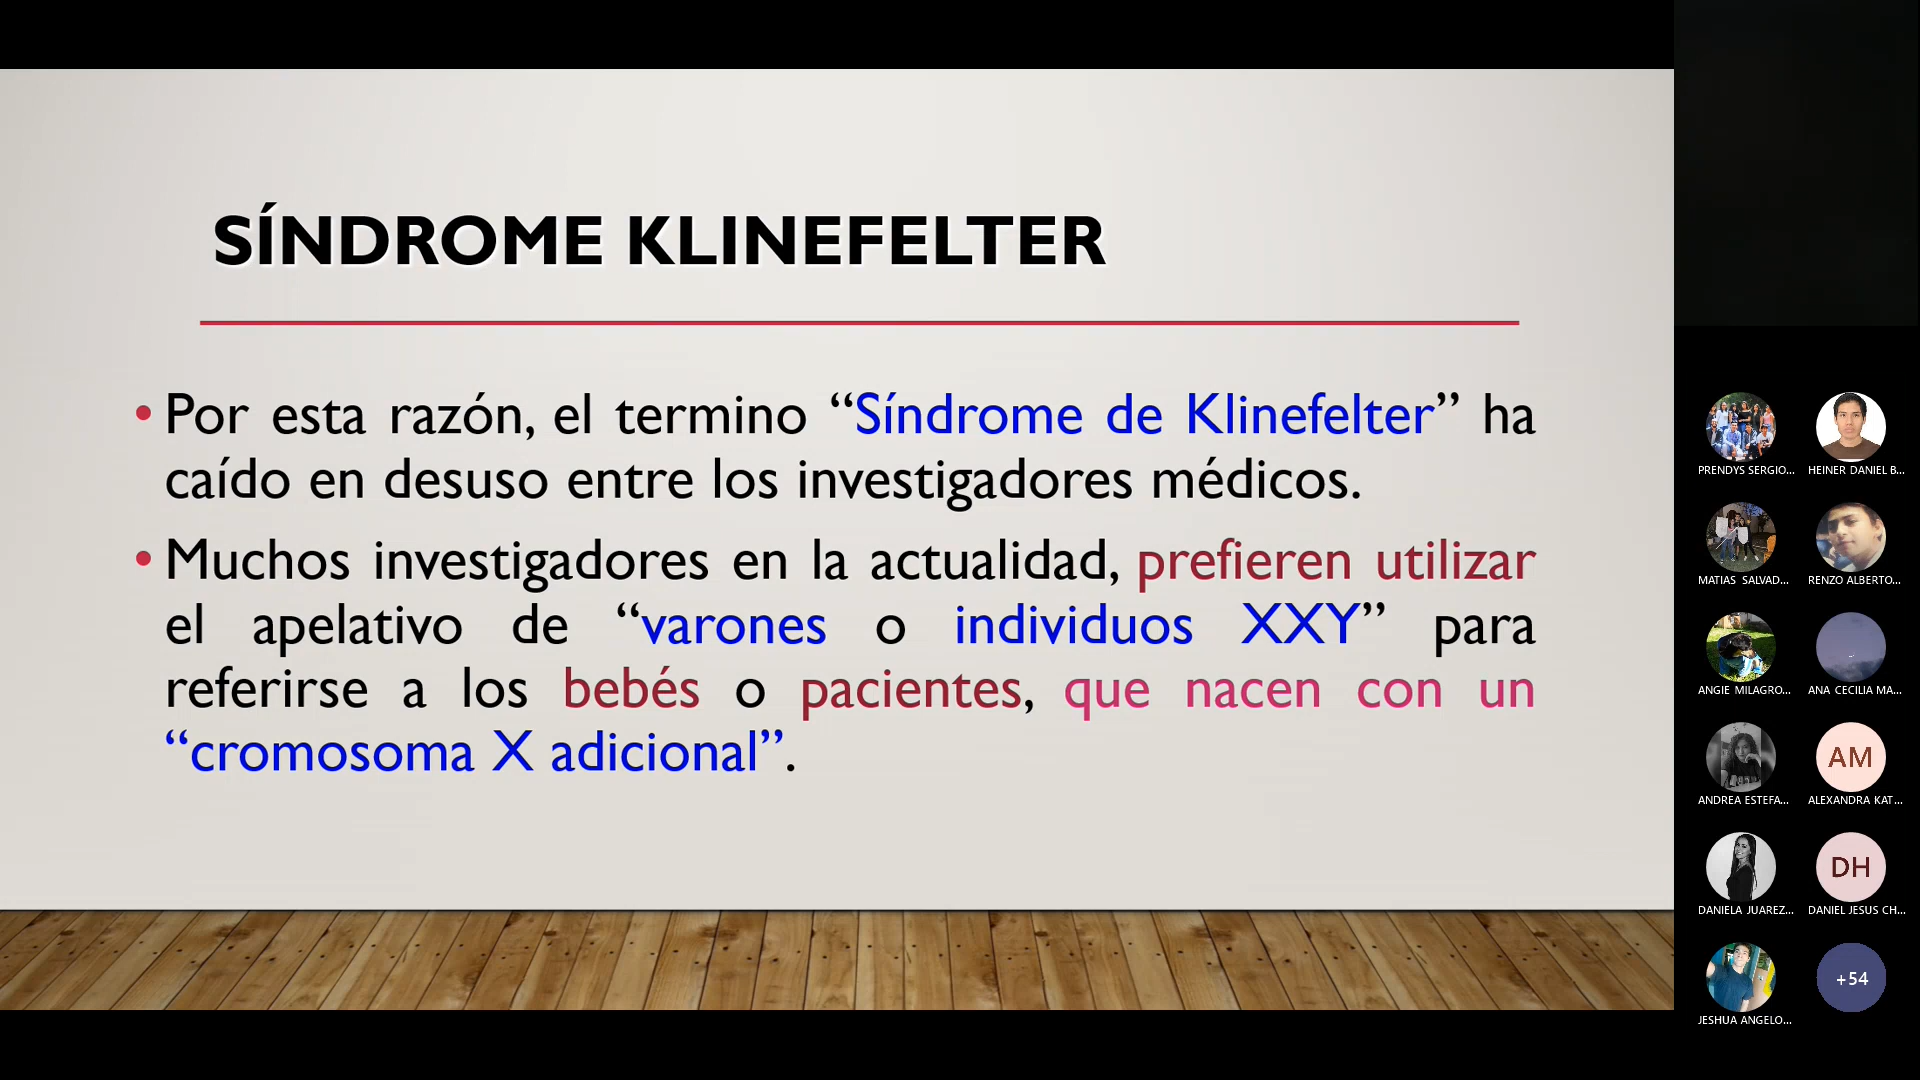 SÍNDROME KLINEFELTER
• Por esta razón, el termino “Síndrome de Klinefelter” ha
caído en desuso entre los investigadores médicos.
• Muchos investigadores en la actualidad, prefieren utilizar
el apelativo de “varones o individuos XXY” para
referirse a los bebés o pacientes, que nacen con un
“cromosoma X adicional”.
PRENDYS SERGIO...
HEINER DANIEL B...
MATIAS SALVAD...
RENZO ALBERTO...
ANGIE MILAGRO...
ANA CECILIA MA...
AM
ANDREA ESTEFA...
ALEXANDRA KAT...
DH
DANIELA JUAREZ...
DANIEL JESUS CH...
+54
JESHUA ANGELO...